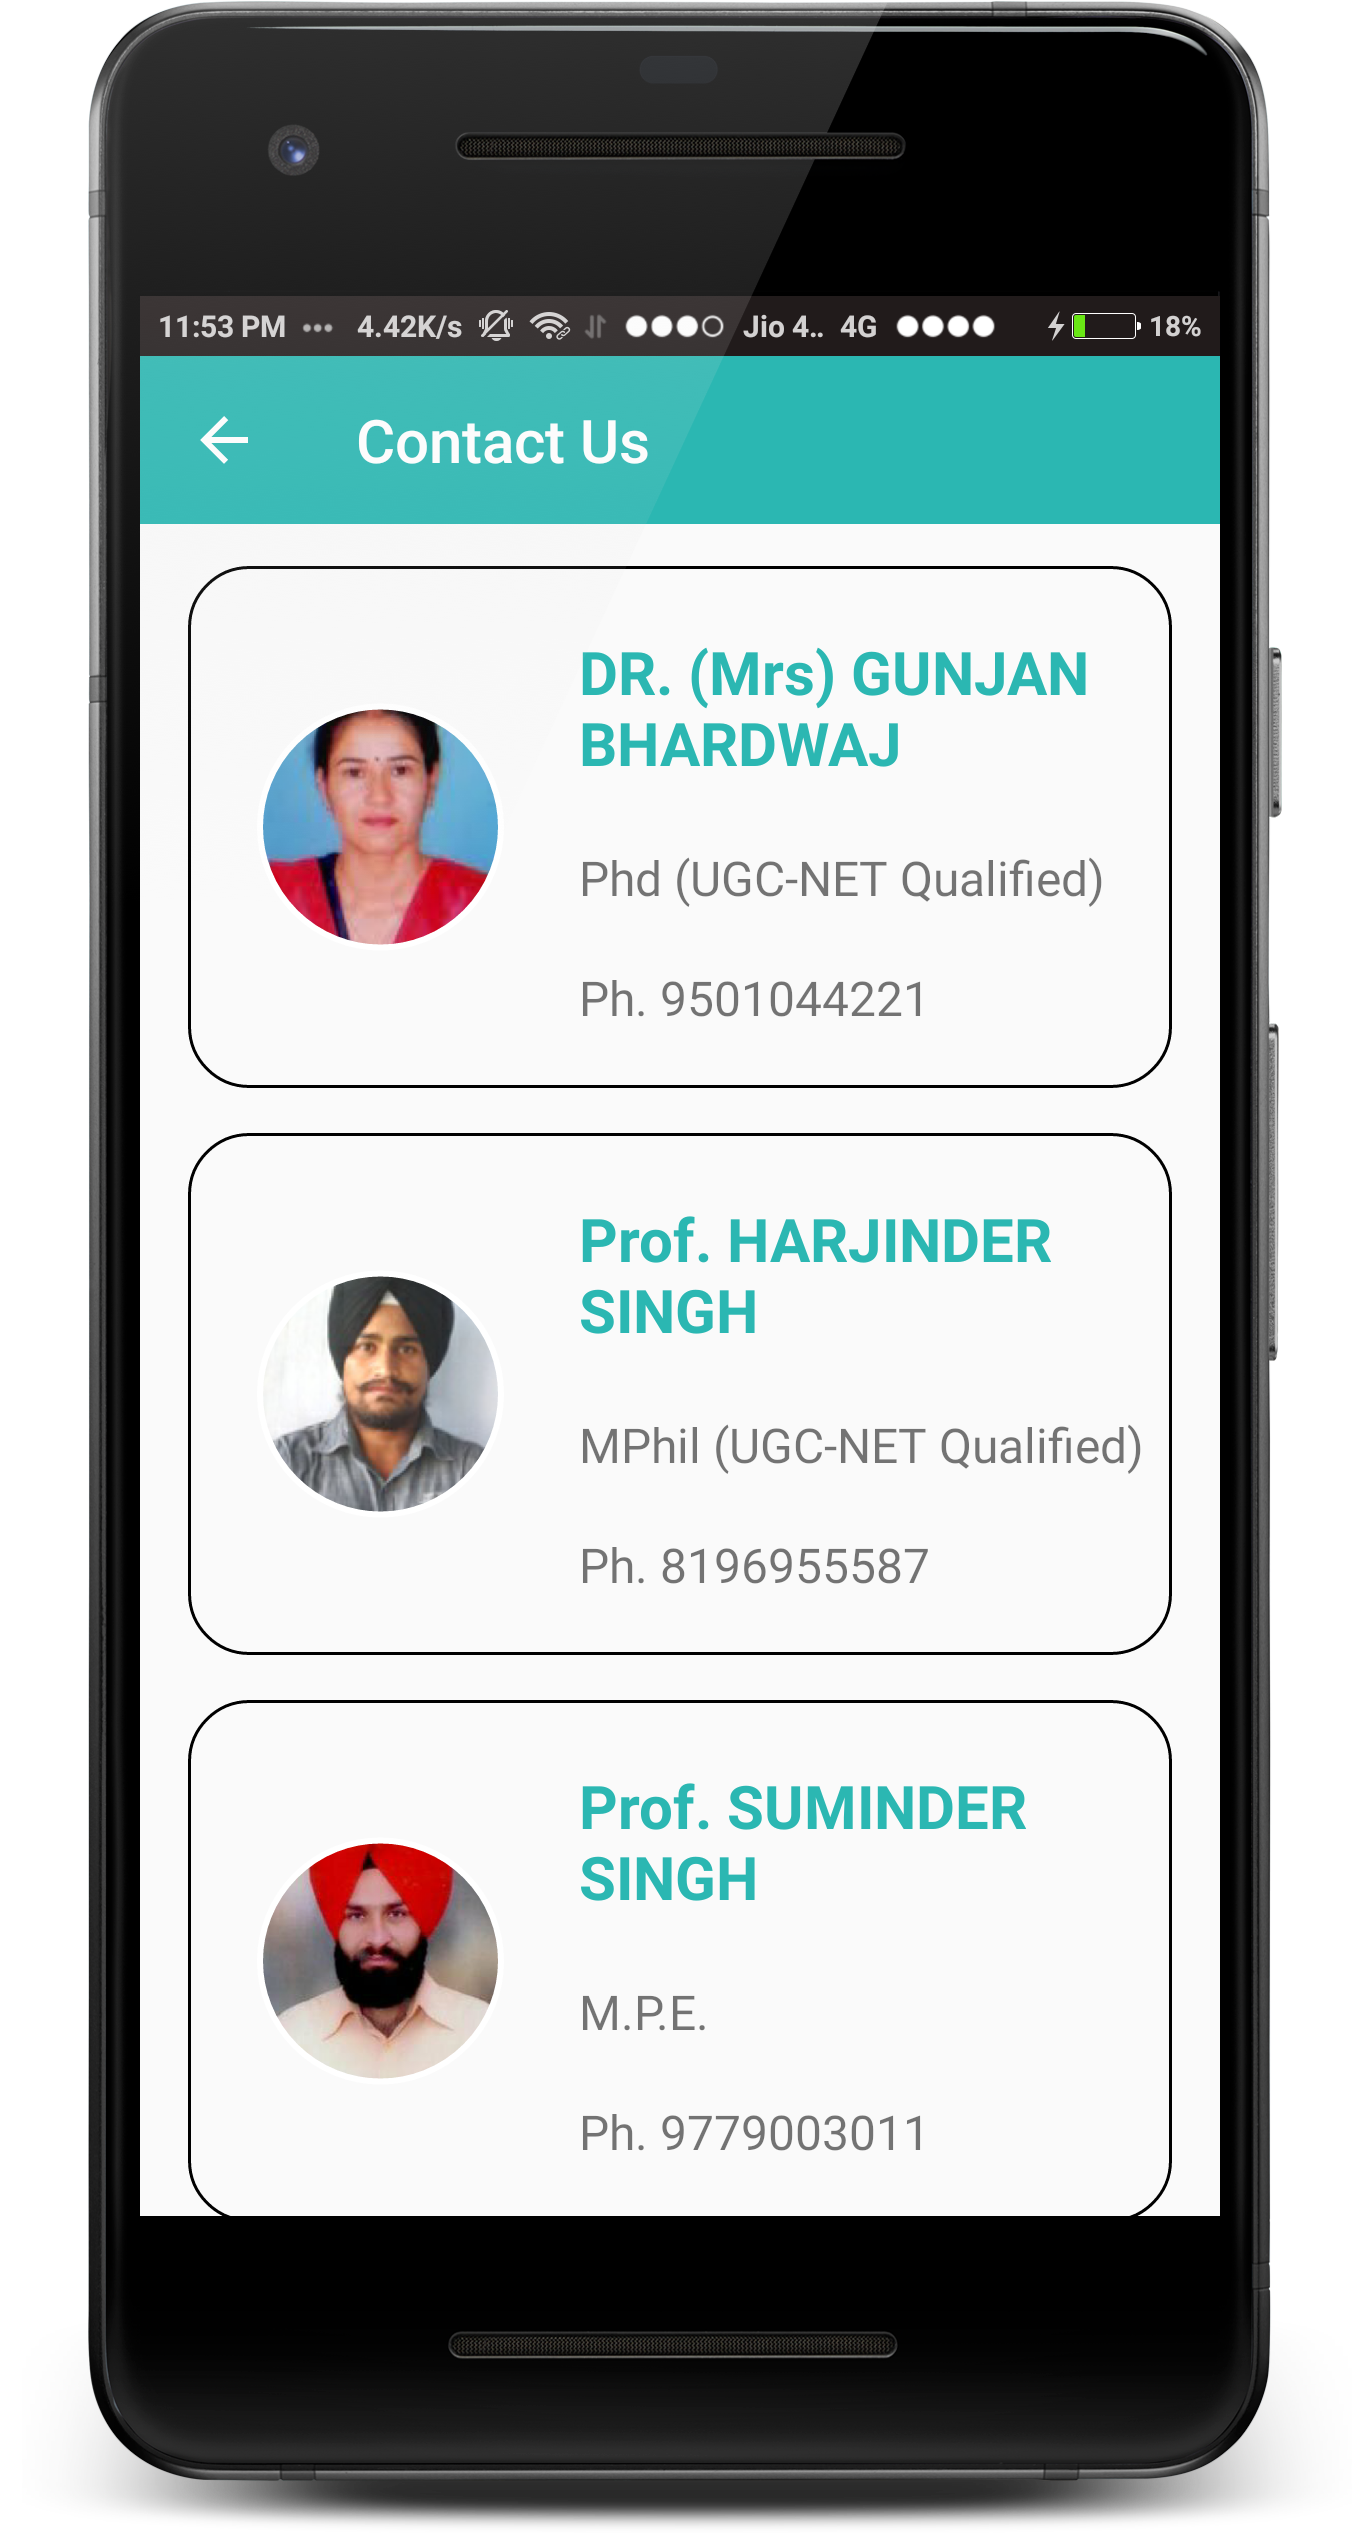 11:53 PM ... 4.42K/s Jio 4.. 4G 18%
Contact Us
DR. (Mrs) GUNJAN
BHARDWAJ
Phd (UGC-NET Qualified)
Ph. 9501044221
Prof. HARJINDER
SINGH
MPhil (UGC-NET Qualified)
Ph. 8196955587
Prof. SUMINDER
SINGH
M.P.E.
Ph. 9779003011